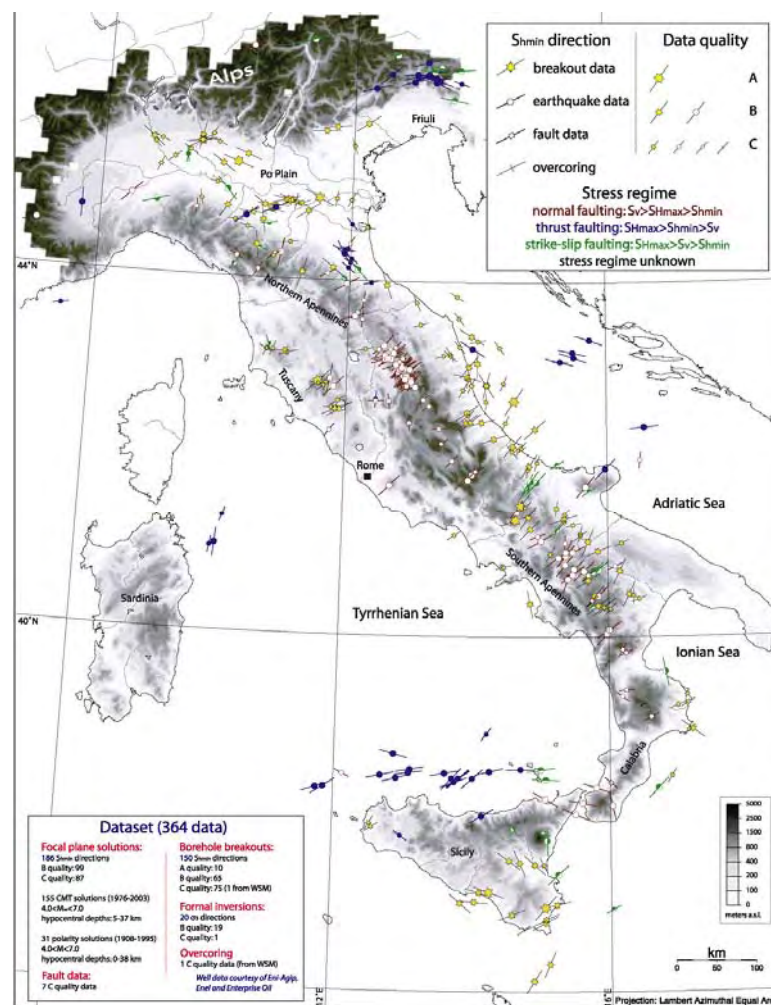 Shmin direction
breakout data
earthquake data
fault data
overcoring
Data quality
A
B
C
Stress regime
normal faulting: Sv>SHmax>Shmin
thrust faulting: SHmax>Shmin>Sv
strike-slip faulting: SHmax>Sv>Shmin
stress regime unknown
Alps
Friuli
Po Plain
44°N
Northern Apennines
Tuscany
Rome
Adriatic Sea
Southern Apennines
Sardinia
Tyrrhenian Sea
40°N
Ionian Sea
Calabria
Sicily
Dataset (364 data)
Focal plane solutions:
186 Shmin directions
B quality: 99
C quality: 87
155 CMT solutions (1976-2003)
4.0<Mw<7.0
hypocentral depths: 5-37 km
31 polarity solutions (1908-1995)
4.0<M<7.0
hypocentral depths: 0-38 km
Fault data:
7 C quality data
Borehole breakouts:
150 Shmin directions
A quality: 10
B quality: 65
C quality: 75 (1 from WSM)
Formal inversions:
20 σ3 directions
B quality: 19
C quality: 1
Overcoring
1 C quality data (from WSM)
Well data courtesy of Eni-Agip,
Enel and Enterprise Oil
5000
3000
2000
1400
800
400
200
100
0
meters a.s.l.
km
0 50 100
12°E
16°E
Projection: Lambert Azimuthal Equal